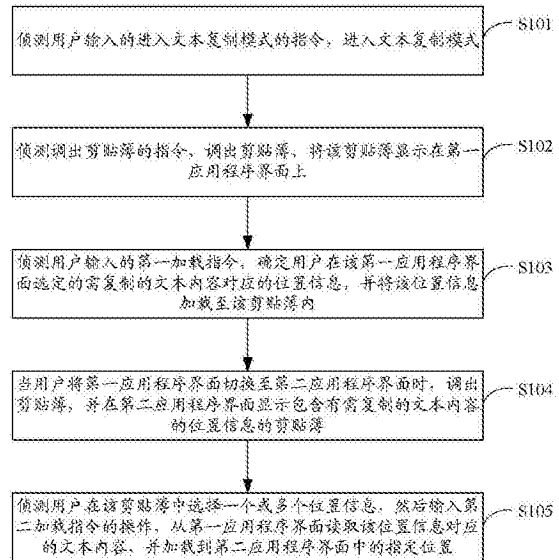 侦测用户输入的进入文本复制模式的指令，进入文本复制模式
S101
侦测调出剪贴薄的指令，调出剪贴薄，将该剪贴薄显示在第一
应用程序界面上
S102
侦测用户输入的第一加载指令，确定用户在该第一应用程序界
面选定的需复制的文本内容对应的位置信息，并将该位置信息
加载至该剪贴薄内
S103
当用户将第一应用程序界面切换至第二应用程序界面时，调出
剪贴薄，并在第二应用程序界面显示包含有需复制的文本内容
的位置信息的剪贴薄
S104
侦测用户在该剪贴薄中选择一个或多个位置信息，然后输入第
二加载指令的操作，从第一应用程序界面读取该位置信息对应
的文本内容，并加载到第二应用程序界面中的指定位置
S105